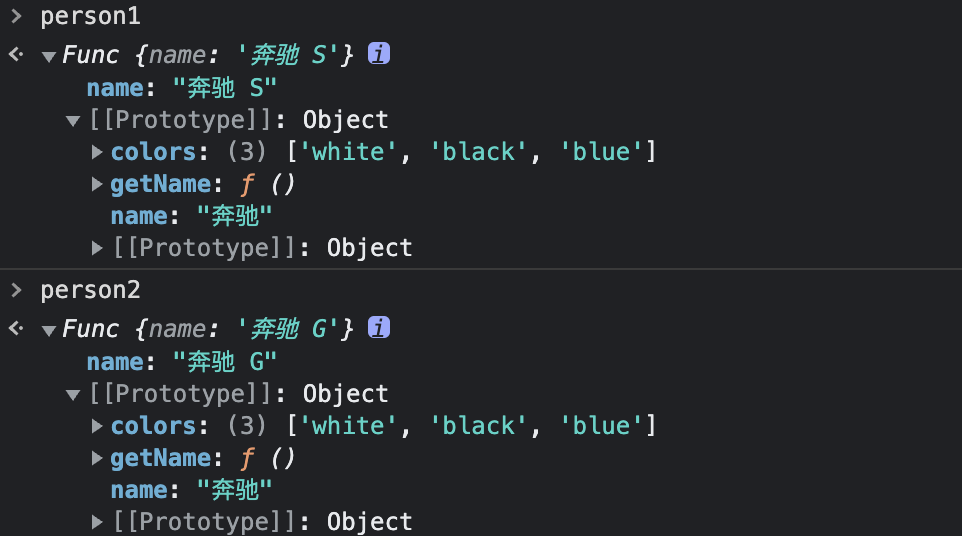 > person1
<· ▼Func {name: '奔驰 S'} i
name: "奔驰 S"
▼[[Prototype]]: Object
▶colors: (3) ['white', 'black', 'blue']
▶getName: ƒ ()
name: "奔驰"
▶[[Prototype]]: Object
> person2
<· ▼Func {name: '奔驰 G'} i
name: "奔驰 G"
▼[[Prototype]]: Object
▶colors: (3) ['white', 'black', 'blue']
▶getName: ƒ ()
name: "奔驰"
▶[[Prototype]]: Object